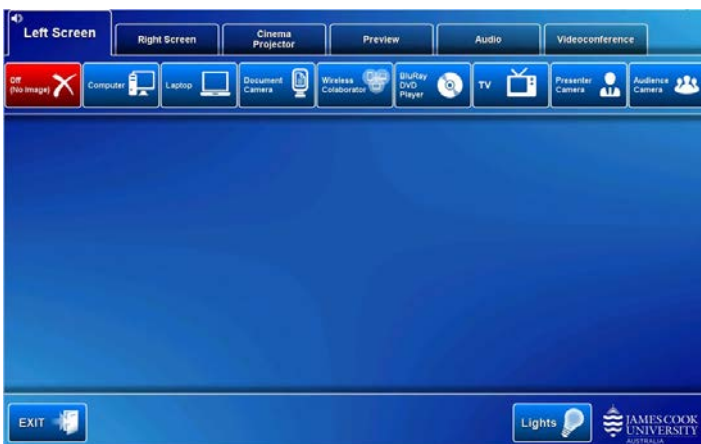 Left Screen
Right Screen
Cinema
Projector
Preview
Audio
Videoconference
Off
(No Image)
Computer
Laptop
Document
Camera
Wireless
Colaborator
BluRay
DVD
Player
TV
Presenter
Camera
Audience
Camera
EXIT
Lights
JAMES COOK
UNIVERSITY
AUSTRALIA